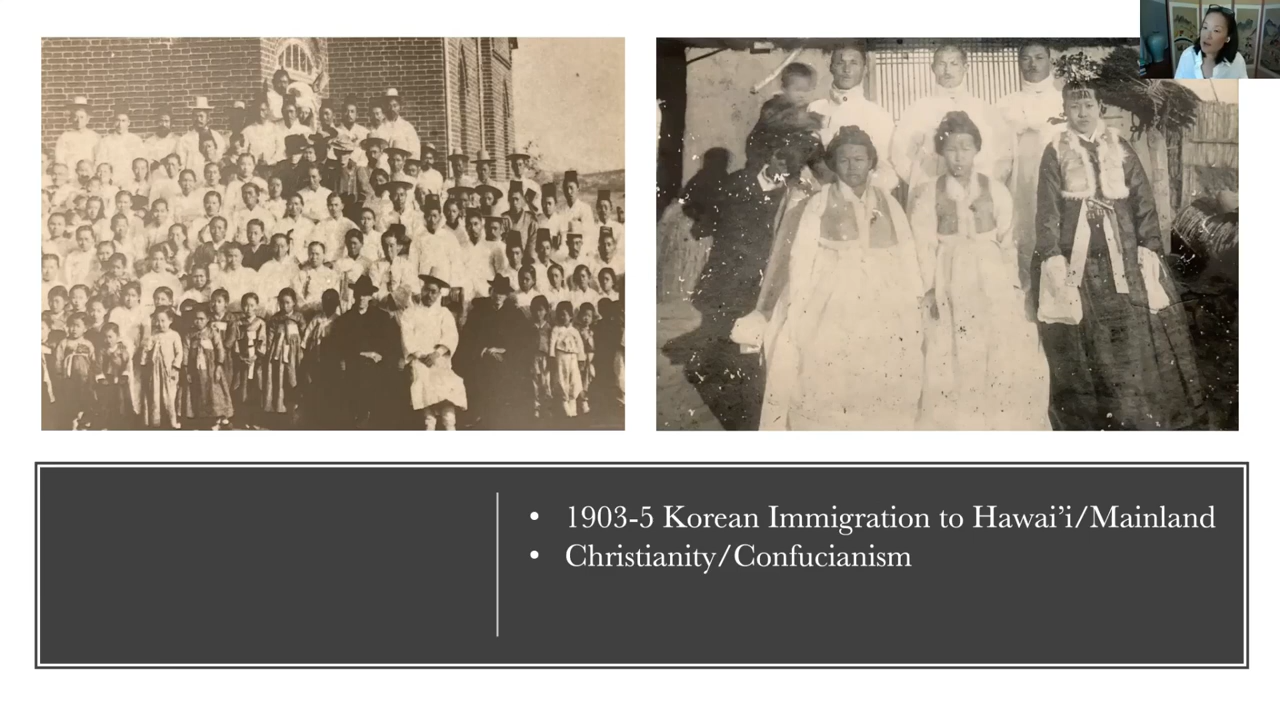 • 1903-5 Korean Immigration to Hawai’i/Mainland
• Christianity/Confucianism